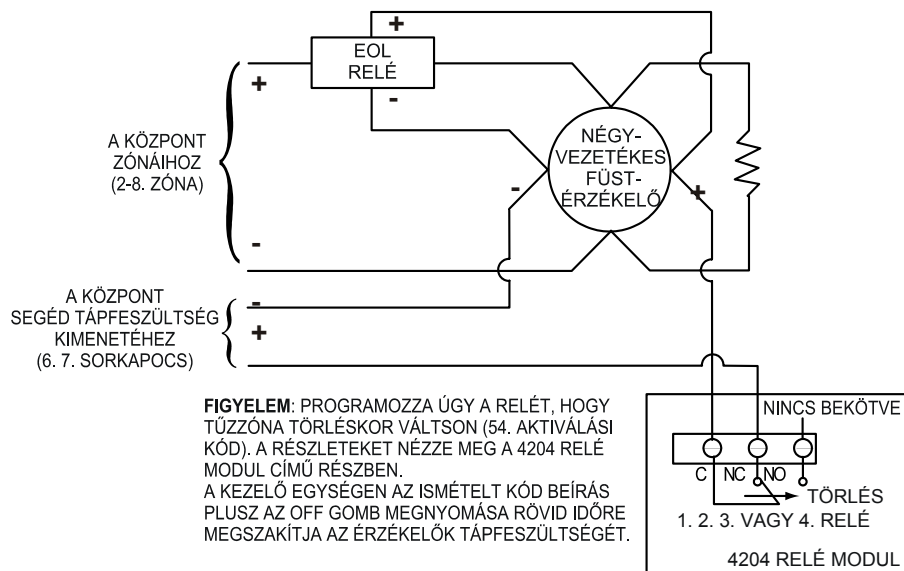 +
EOL
RELÉ
+
-
A KÖZPONT
ZÓNÁIHOZ
(2-8. ZÓNA)
NÉGY-
VEZETÉKES
FÜST-
ÉRZÉKELŐ
-
+
-
A KÖZPONT
SEGÉD TÁPFESZÜLTSÉG
KIMENETÉHEZ
(6. 7. SORKAPOCS)
-
+
FIGYELEM: PROGRAMOZZA ÚGY A RELÉT, HOGY
TŰZZÓNA TÖRLÉSKOR VÁLTSON (54. AKTIVÁLÁSI
KÓD). A RÉSZLETEKET NÉZZE MEG A 4204 RELÉ
MODUL CÍMŰ RÉSZBEN.
A KEZELŐ EGYSÉGEN AZ ISMÉTELT KÓD BEÍRÁS
PLUSZ AZ OFF GOMB MEGNYOMÁSA RÖVID IDŐRE
MEGSZAKÍTJA AZ ÉRZÉKELŐK TÁPFESZÜLTSÉGÉT.
NINCS BEKÖTVE
C NC NO
TÖRLÉS
1. 2. 3. VAGY 4. RELÉ
4204 RELÉ MODUL